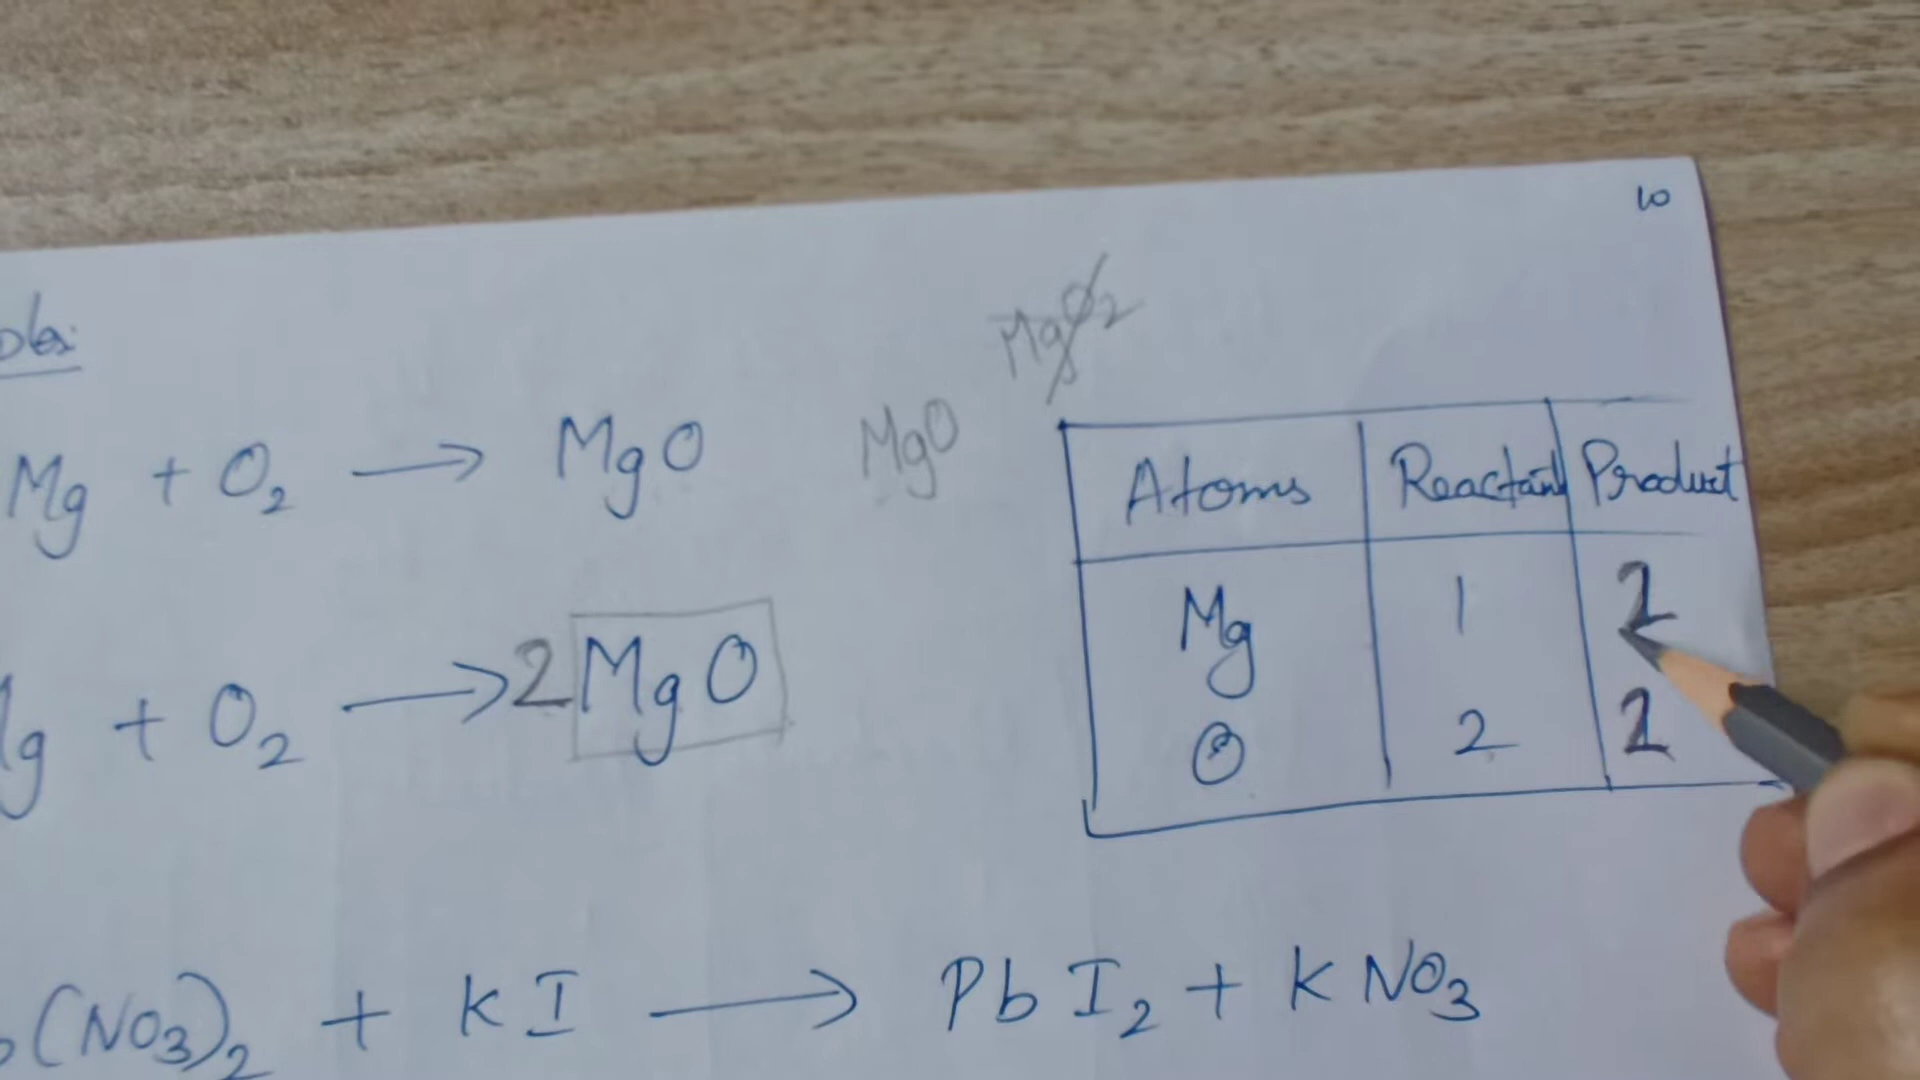 10
MgO₂
Mg + O₂ → MgO MgO
Atoms Reactant Product
Mg 1 2
O 2 2
+ O₂ → 2MgO
(NO₃)₂ + KI → PbI₂ + KNO₃